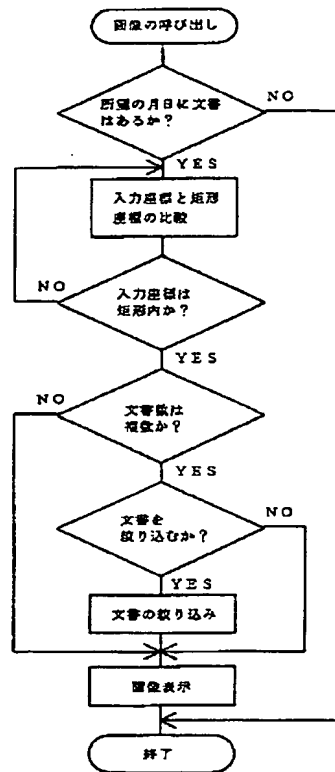 画像の呼び出し
所望の月日に文書
はあるか？
NO
YES
入力座標と矩形
座標の比較
NO
入力座標は
矩形内か？
YES
NO
文書数は
複数か？
YES
文書を
絞り込むか？
NO
YES
文書の絞り込み
画像表示
終了